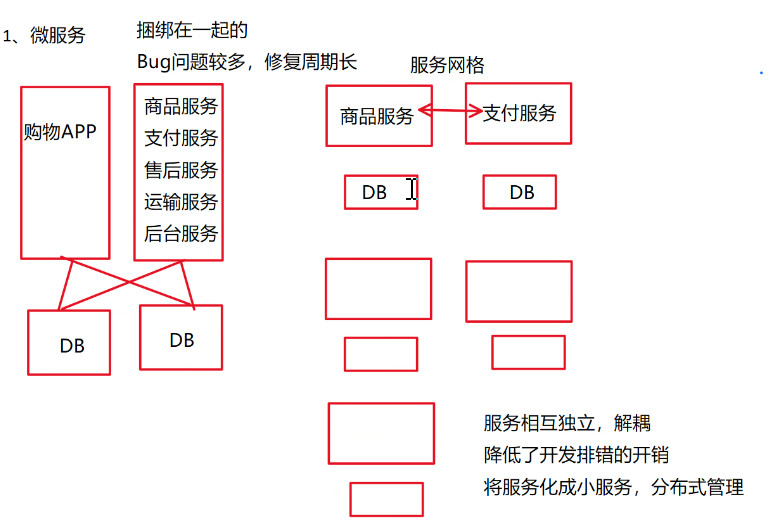 1、微服务
捆绑在一起的
Bug问题较多，修复周期长
服务网格
购物APP
商品服务
支付服务
售后服务
运输服务
后台服务
DB
DB
商品服务
支付服务
DB
DB
服务相互独立，解耦
降低了开发排错的开销
将服务化成小服务，分布式管理